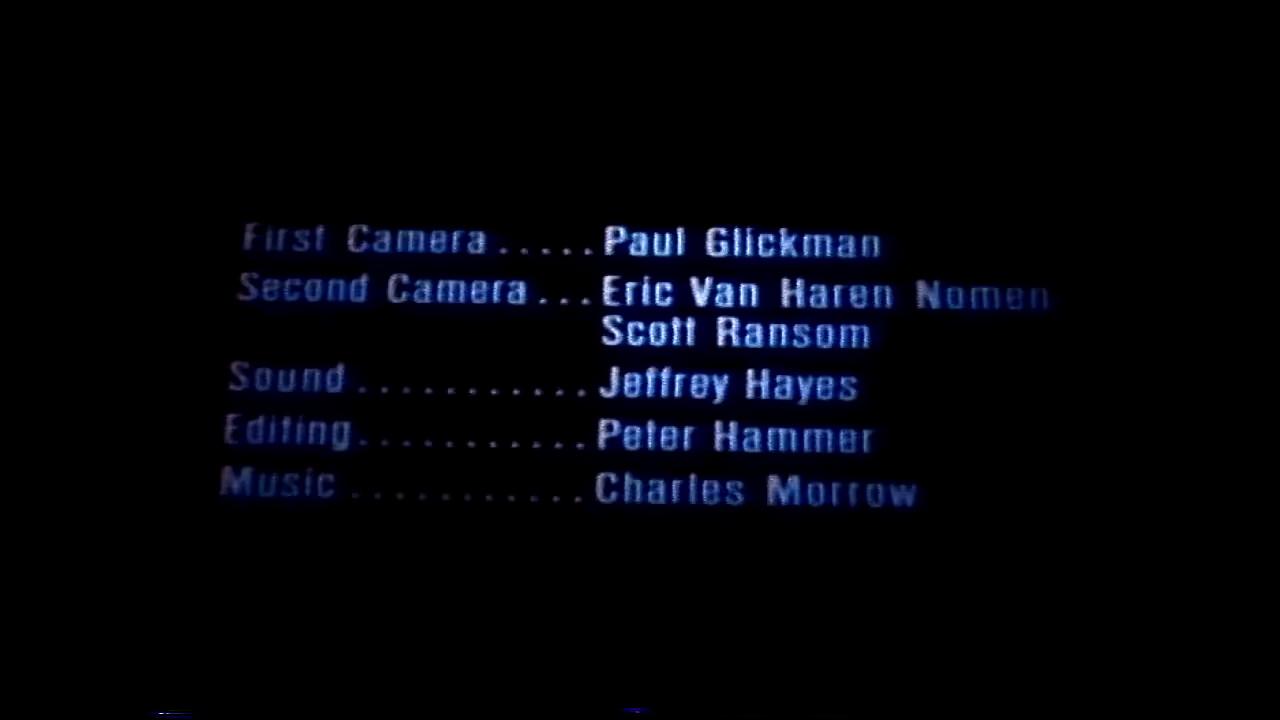 First Camera.....Paul Glickman
Second Camera...Eric Van Haren Nomen
Scott Ransom
Sound...........Jeffrey Hayes
Editing...........Peter Hammer
Music...........Charles Morrow